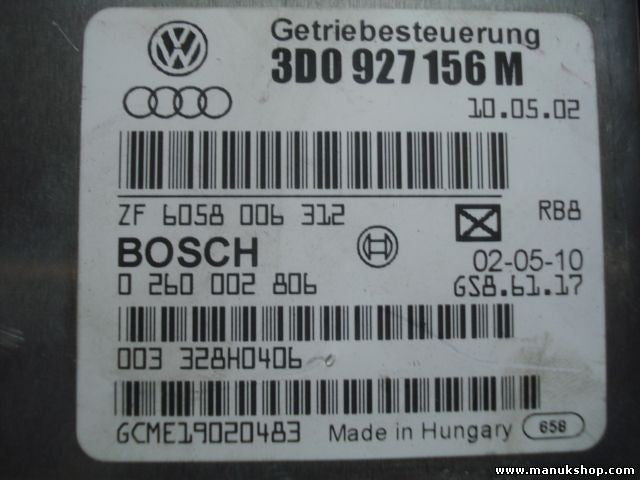 Getriebesteuerung
3D0 927 156 M
10.05.02
ZF 6058 006 312
RB8
BOSCH
02-05-10
0 260 002 806
GS8.61.17
003 328H0406
GCME19020483
Made in Hungary
658
www.manukshop.com